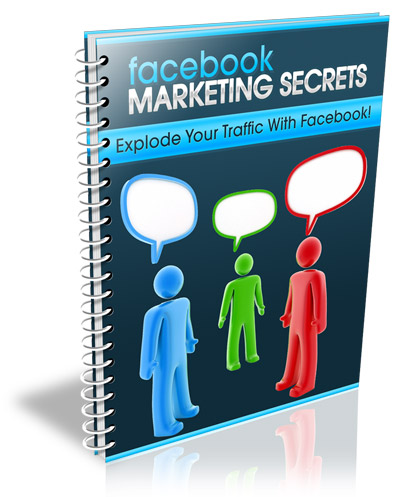 facebook
MARKETING SECRETS
Explode Your Traffic With Facebook!